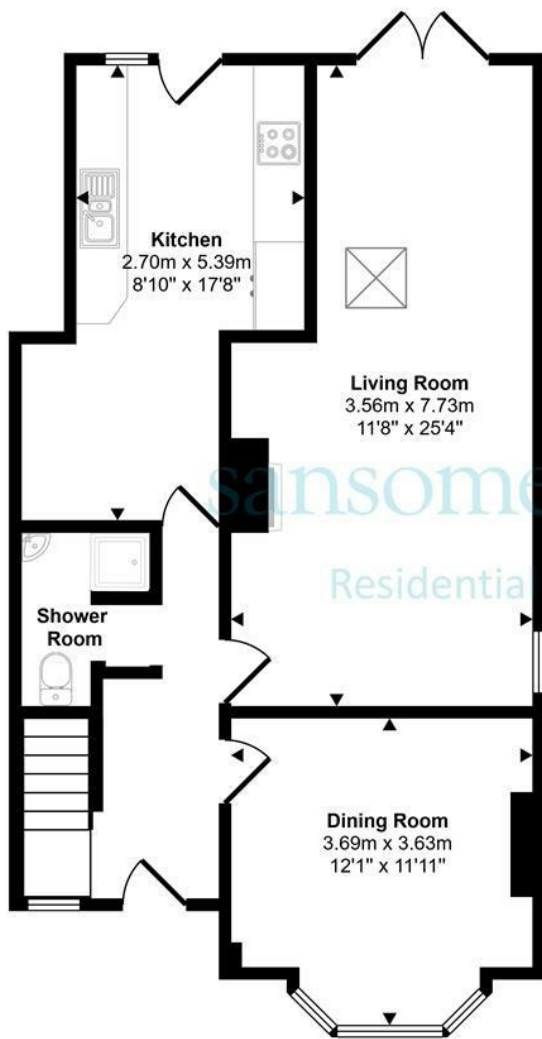 Kitchen
2.70m x 5.39m
8'10" x 17'8"
Living Room
3.56m x 7.73m
11'8" x 25'4"
sansome
Residential
Shower
Room
Dining Room
3.69m x 3.63m
12'1" x 11'11"